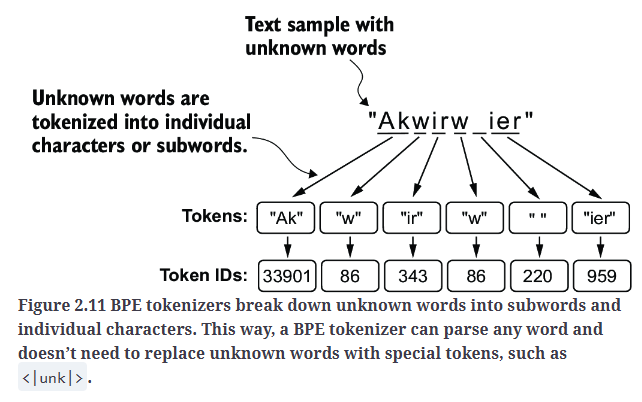 Text sample with
unknown words
Unknown words are
tokenized into individual
characters or subwords.
"Akwirw ier"
Tokens: "Ak" "w" "ir" "w" " " "ier"
Token IDs: 33901 86 343 86 220 959
Figure 2.11 BPE tokenizers break down unknown words into subwords and
individual characters. This way, a BPE tokenizer can parse any word and
doesn’t need to replace unknown words with special tokens, such as
<|unk|>.